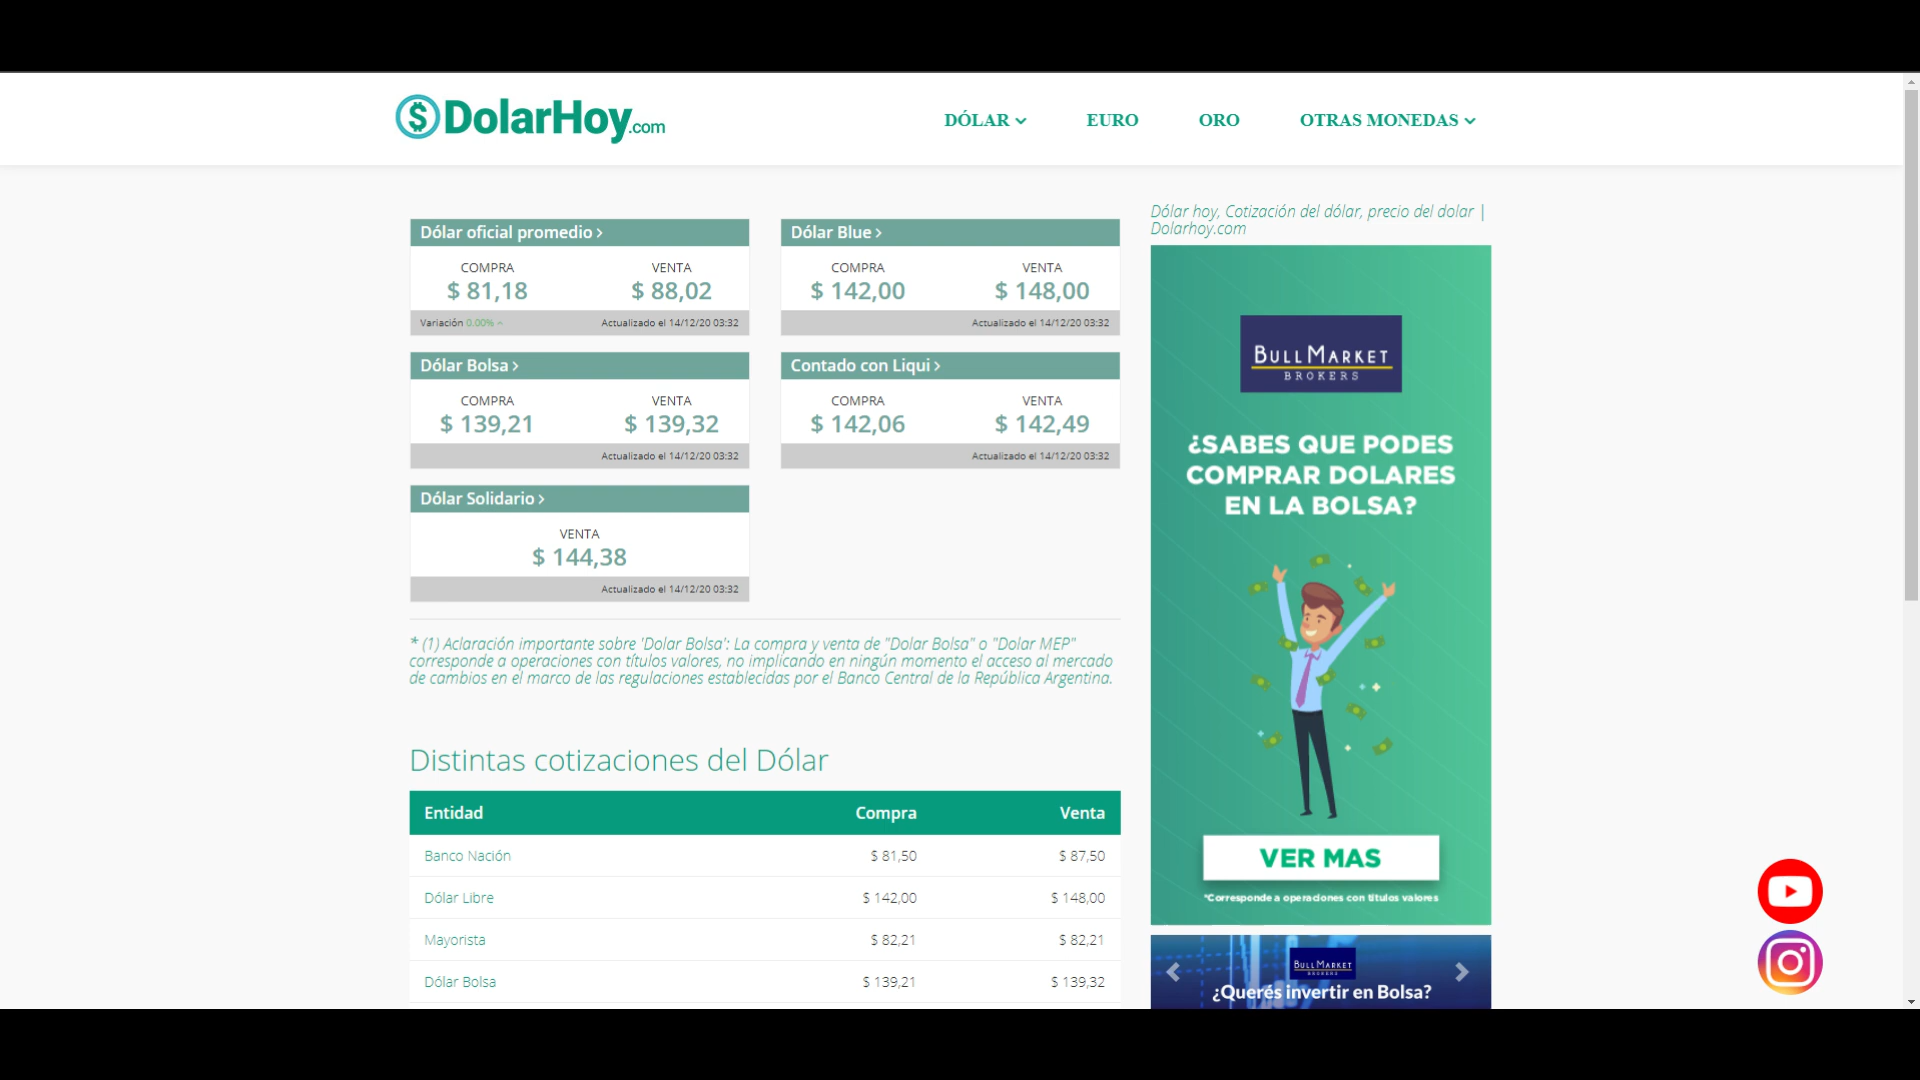 DolarHoy.com
DÓLAR
EURO
ORO
OTRAS MONEDAS
Dólar oficial promedio >
COMPRA
VENTA
$ 81,18
$ 88,02
Variación 0.00%
Actualizado el 14/12/20 03:32
Dólar Blue >
COMPRA
VENTA
$ 142,00
$ 148,00
Actualizado el 14/12/20 03:32
Dólar Bolsa >
COMPRA
VENTA
$ 139,21
$ 139,32
Actualizado el 14/12/20 03:32
Contado con Liqui >
COMPRA
VENTA
$ 142,06
$ 142,49
Actualizado el 14/12/20 03:32
Dólar Solidario >
VENTA
$ 144,38
Actualizado el 14/12/20 03:32
* (1) Aclaración importante sobre 'Dolar Bolsa': La compra y venta de "Dolar Bolsa" o "Dolar MEP"
corresponde a operaciones con títulos valores, no implicando en ningún momento el acceso al mercado
de cambios en el marco de las regulaciones establecidas por el Banco Central de la República Argentina.
Distintas cotizaciones del Dólar
Entidad Compra Venta
Banco Nación $ 81,50 $ 87,50
Dólar Libre $ 142,00 $ 148,00
Mayorista $ 82,21 $ 82,21
Dólar Bolsa $ 139,21 $ 139,32
Dólar hoy, Cotización del dólar, precio del dolar |
Dolarhoy.com
BULLMARKET
BROKERS
¿SABES QUE PODES
COMPRAR DOLARES
EN LA BOLSA?
VER MAS
*Corresponde a operaciones con títulos valores
BULLMARKET
BROKERS
¿Querés invertir en Bolsa?